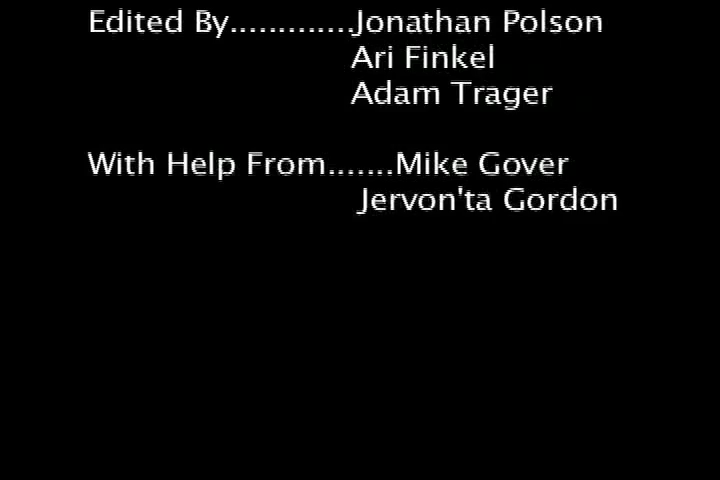 Edited By.............Jonathan Polson
Ari Finkel
Adam Trager
With Help From.......Mike Gover
Jervon'ta Gordon